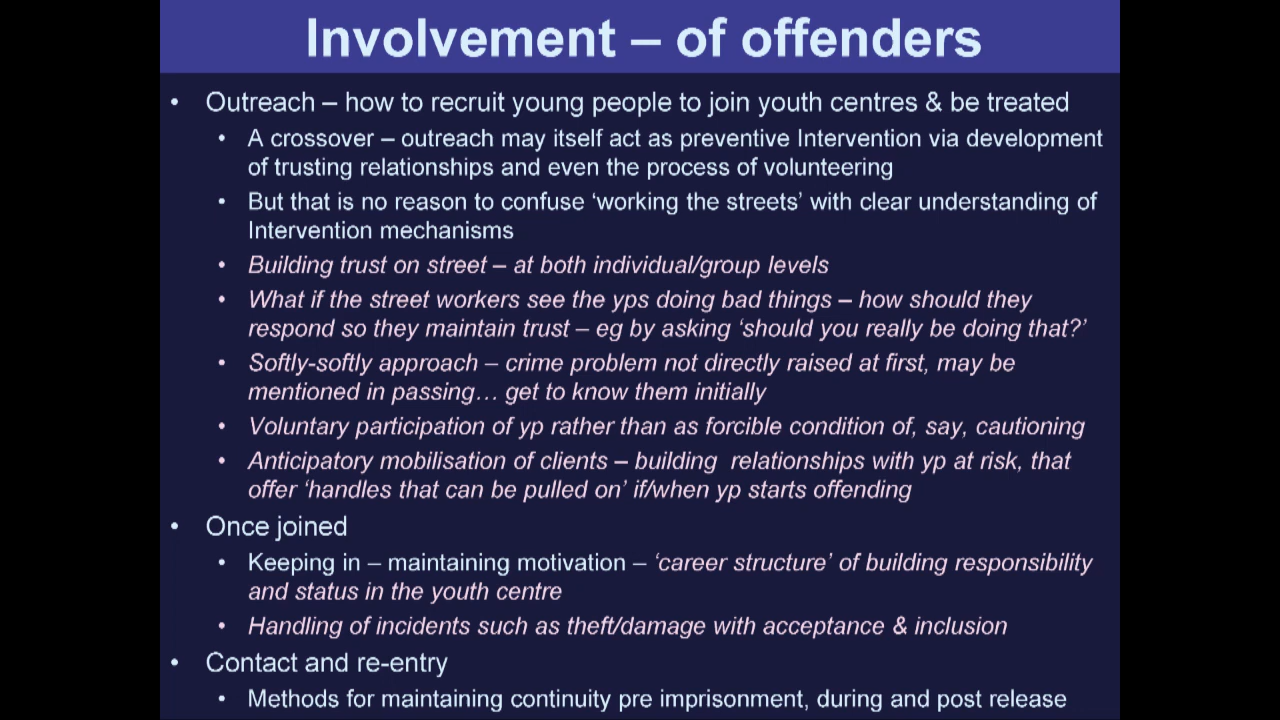 Involvement – of offenders
• Outreach – how to recruit young people to join youth centres & be treated
• A crossover – outreach may itself act as preventive Intervention via development
of trusting relationships and even the process of volunteering
• But that is no reason to confuse ‘working the streets’ with clear understanding of
Intervention mechanisms
• Building trust on street – at both individual/group levels
• What if the street workers see the yps doing bad things – how should they
respond so they maintain trust – eg by asking ‘should you really be doing that?’
• Softly-softly approach – crime problem not directly raised at first, may be
mentioned in passing… get to know them initially
• Voluntary participation of yp rather than as forcible condition of, say, cautioning
• Anticipatory mobilisation of clients – building relationships with yp at risk, that
offer ‘handles that can be pulled on’ if/when yp starts offending
• Once joined
• Keeping in – maintaining motivation – ‘career structure’ of building responsibility
and status in the youth centre
• Handling of incidents such as theft/damage with acceptance & inclusion
• Contact and re-entry
• Methods for maintaining continuity pre imprisonment, during and post release